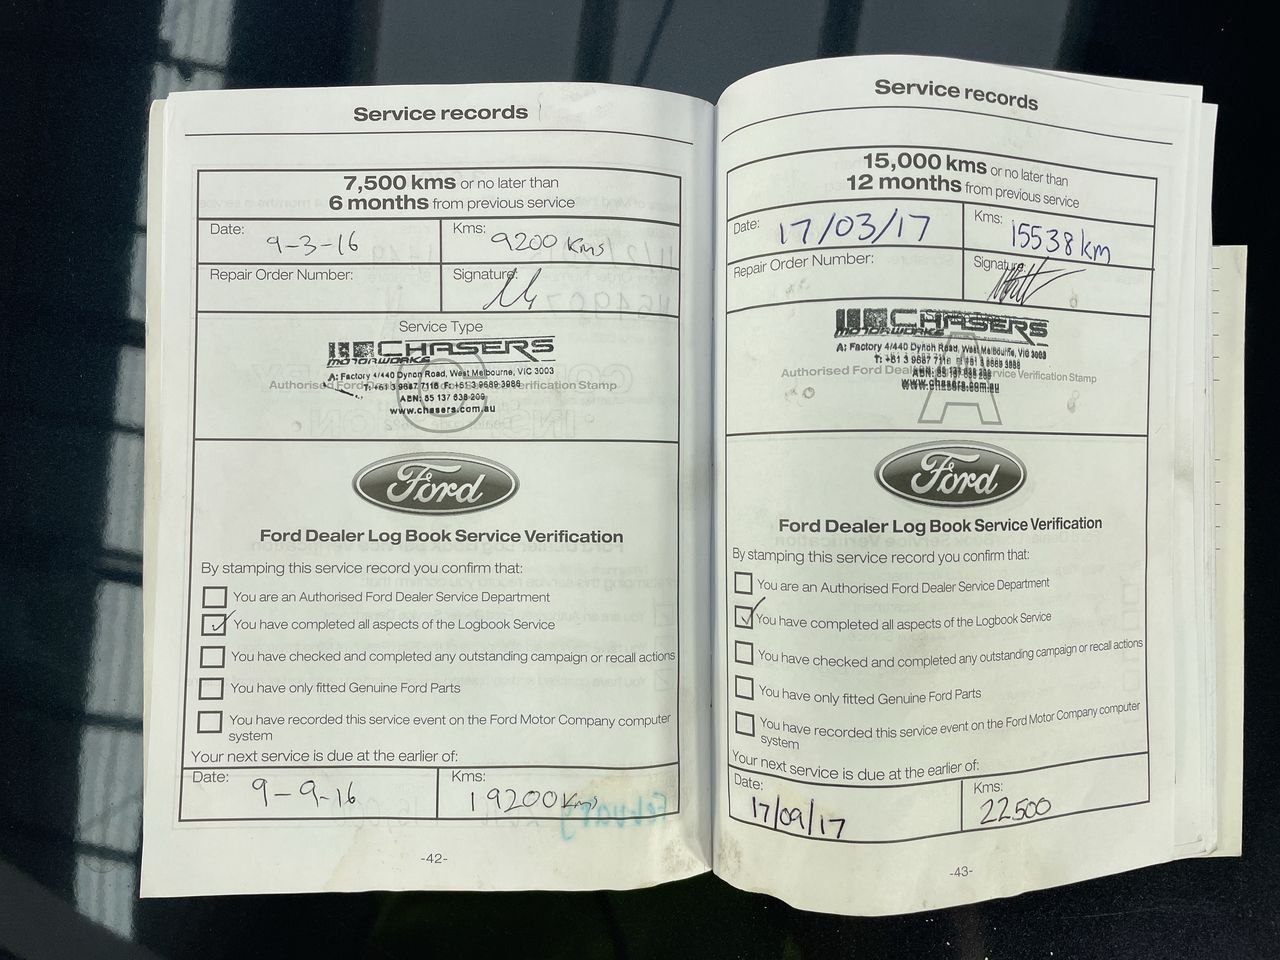 Service records
7,500 kms or no later than
6 months from previous service
Date: 9-3-16
Kms: 9200 kms
Repair Order Number:
Signature:
Service Type
CHASERS
MOTORWORKS
A: Factory 4/440 Dynon Road, West Melbourne, VIC 3003
T: +61 3 9687 7116 F: +61 3 9689 3986
ABN: 55 137 638 209
www.chasers.com.au
Ford
Ford Dealer Log Book Service Verification
By stamping this service record you confirm that:
You are an Authorised Ford Dealer Service Department
You have completed all aspects of the Logbook Service
You have checked and completed any outstanding campaign or recall actions
You have only fitted Genuine Ford Parts
You have recorded this service event on the Ford Motor Company computer
system
Your next service is due at the earlier of:
Date: 9-9-16
Kms: 19200 kms
-42-
Service records
15,000 kms or no later than
12 months from previous service
Date: 17/03/17
Kms: 15538 km
Repair Order Number:
Signature:
CHASERS
MOTORWORKS
A: Factory 4/440 Dynon Road, West Melbourne, VIC 3003
Authorised Ford Dealer Service Verification Stamp
www.chasers.com.au
A
Ford
Ford Dealer Log Book Service Verification
By stamping this service record you confirm that:
You are an Authorised Ford Dealer Service Department
You have completed all aspects of the Logbook Service
You have checked and completed any outstanding campaign or recall actions
You have only fitted Genuine Ford Parts
You have recorded this service event on the Ford Motor Company computer
system
Your next service is due at the earlier of:
Date: 17/09/17
Kms: 22500
-43-